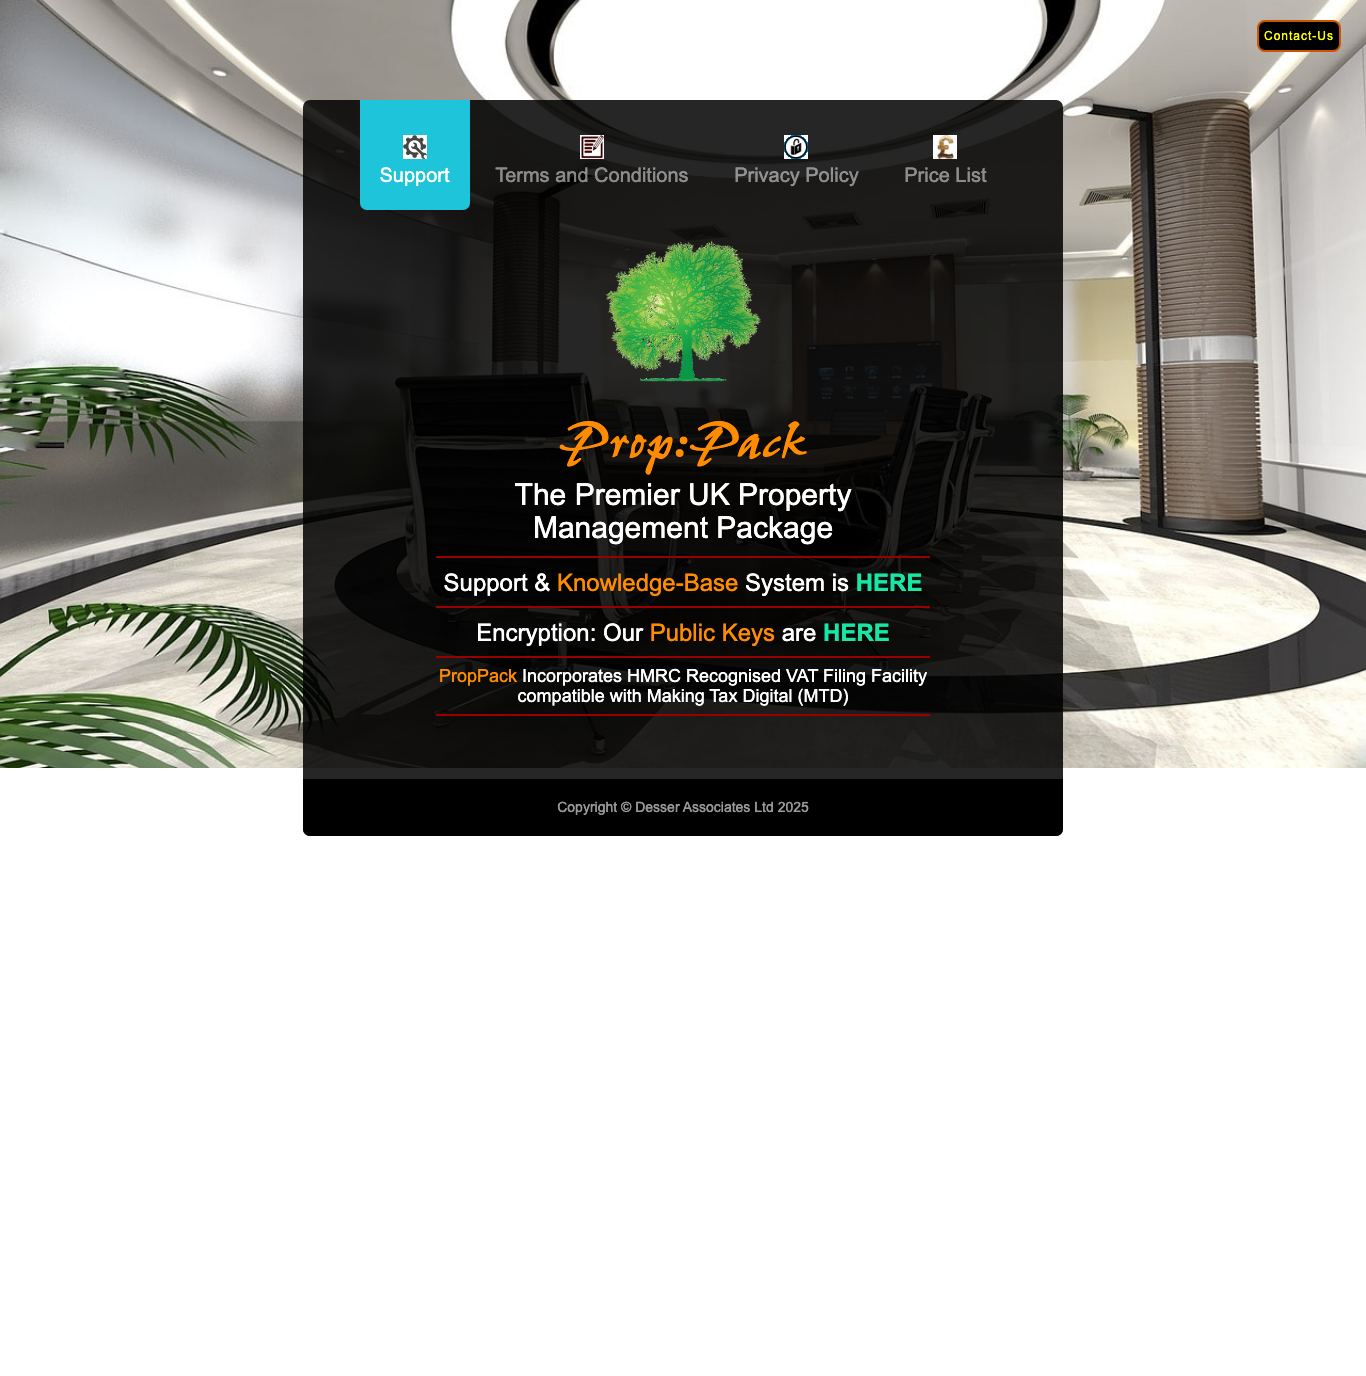 Contact-Us
Support
Terms and Conditions
Privacy Policy
Price List
Prop:Pack
The Premier UK Property
Management Package
Support & Knowledge-Base System is HERE
Encryption: Our Public Keys are HERE
PropPack Incorporates HMRC Recognised VAT Filing Facility
compatible with Making Tax Digital (MTD)
Copyright © Desser Associates Ltd 2025